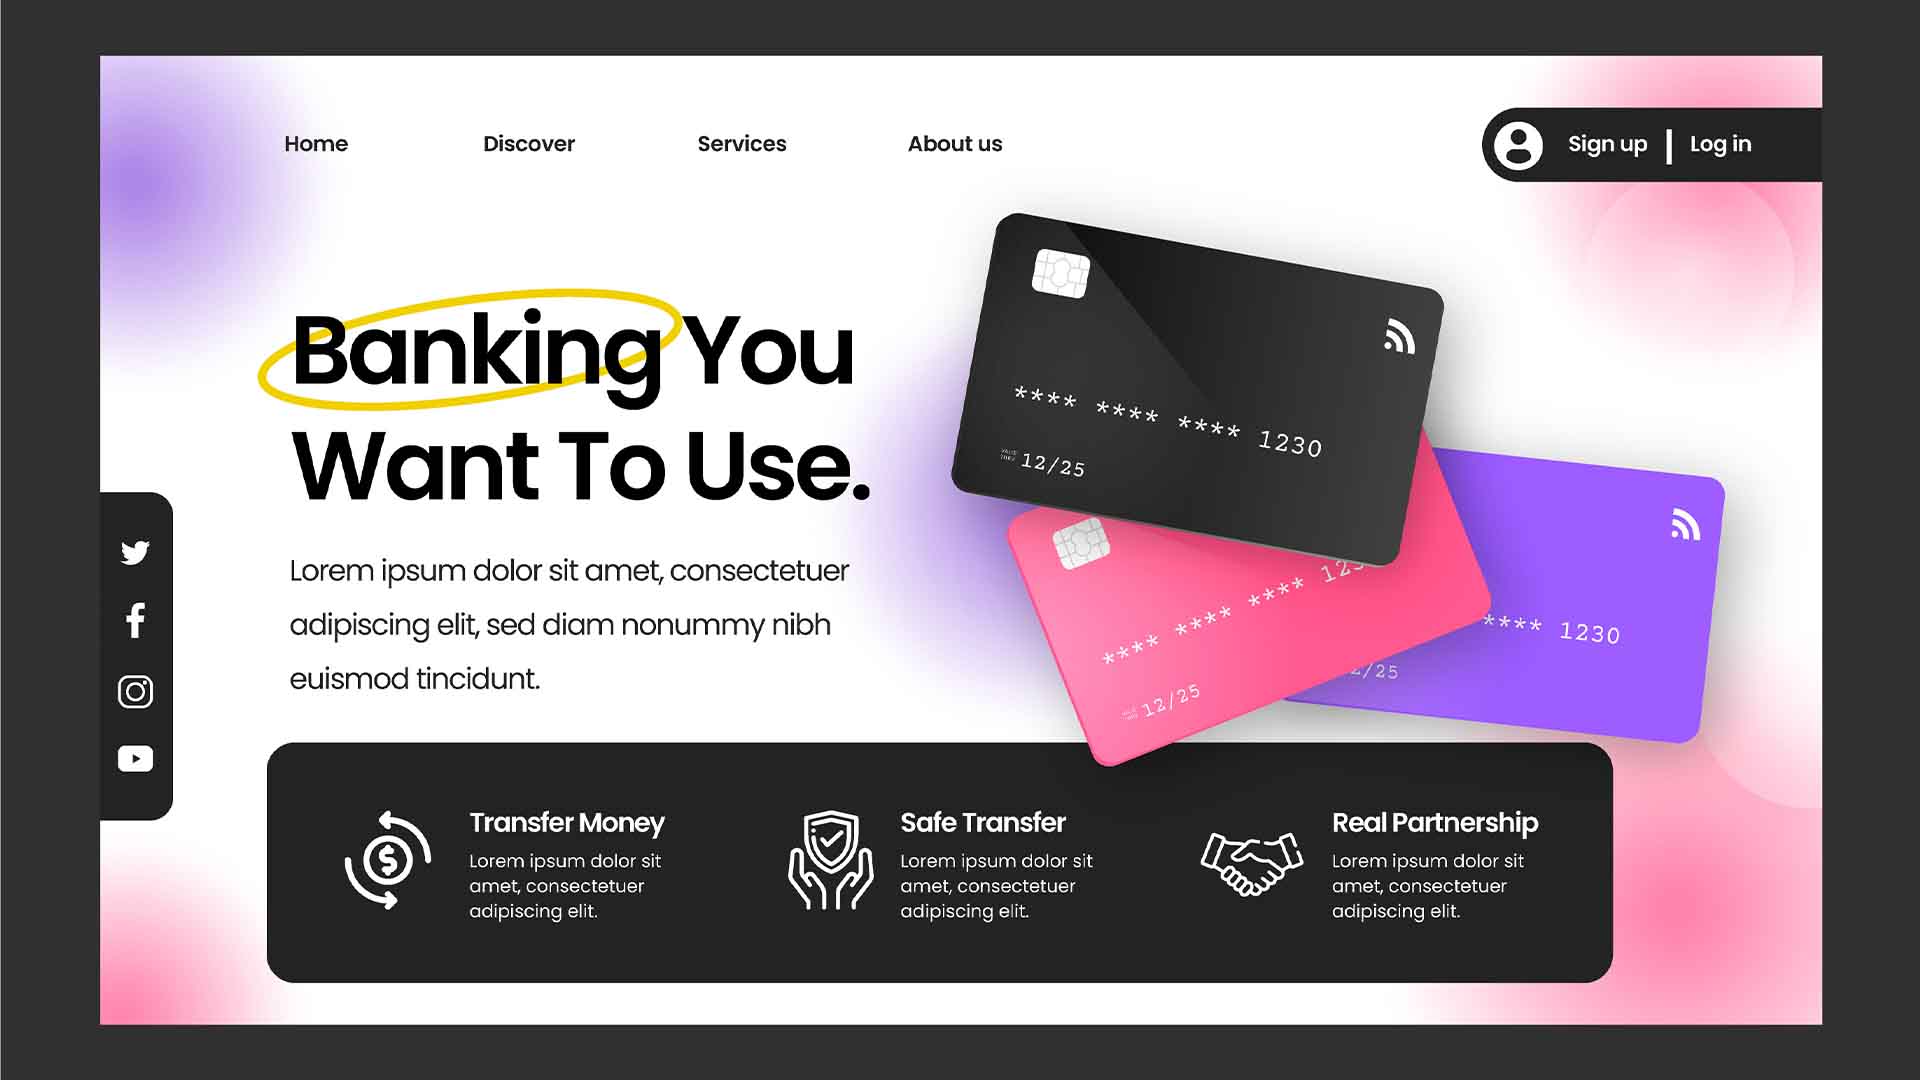 Home
Discover
Services
About us
Sign up | Log in
Banking You
Want To Use.
Lorem ipsum dolor sit amet, consectetuer
adipiscing elit, sed diam nonummy nibh
euismod tincidunt.
**** **** **** 1230
12/25
**** **** **** 123
12/25
**** 1230
2/25
Transfer Money
Lorem ipsum dolor sit
amet, consectetuer
adipiscing elit.
Safe Transfer
Lorem ipsum dolor sit
amet, consectetuer
adipiscing elit.
Real Partnership
Lorem ipsum dolor sit
amet, consectetuer
adipiscing elit.